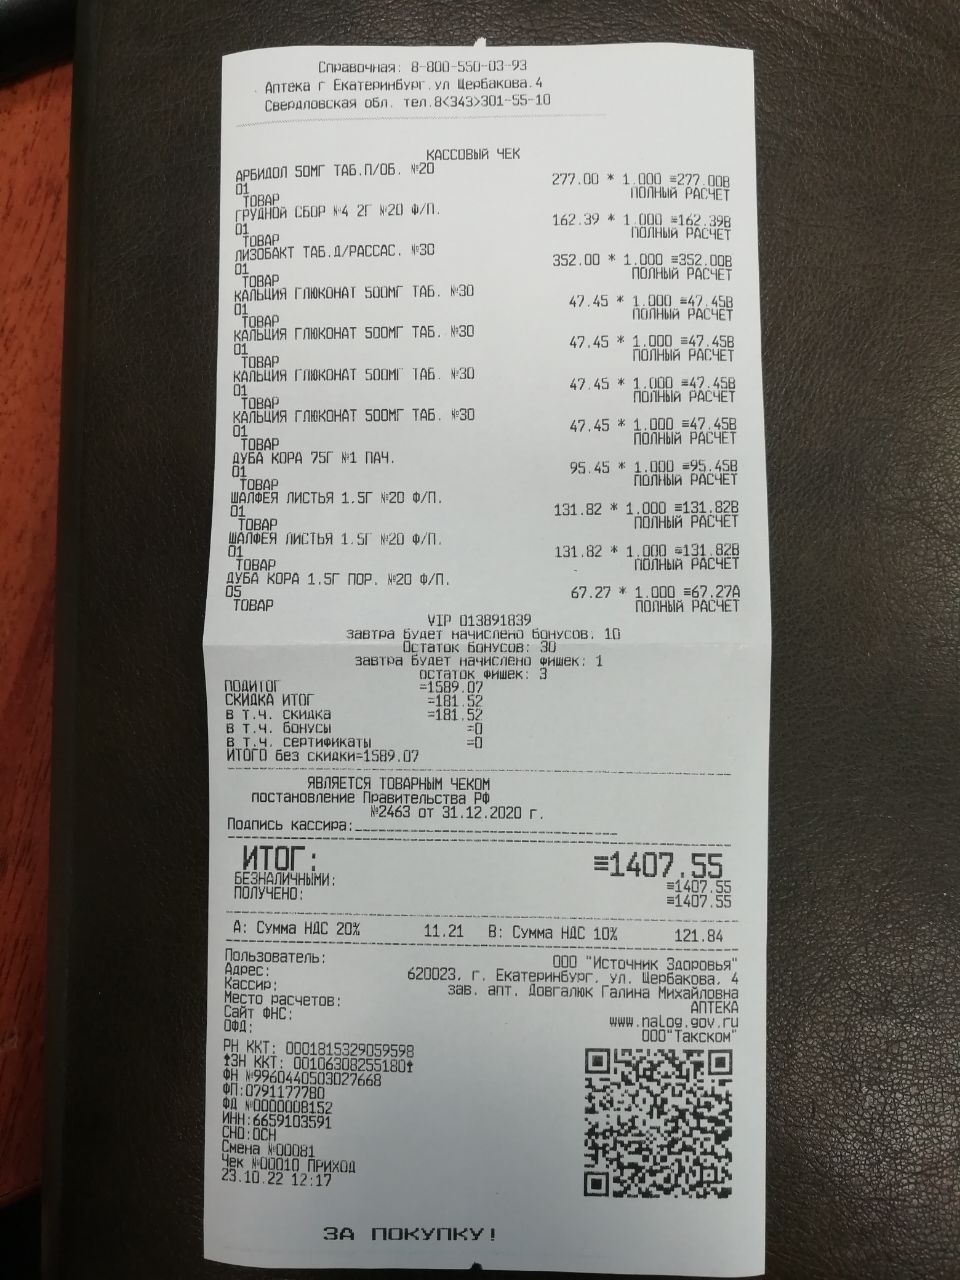 Справочная: 8-800-550-03-93
Аптека г Екатеринбург,ул Щербакова,4
Свердловская обл. тел.8<343>301-55-10
КАССОВЫЙ ЧЕК
АРБИДОЛ 50МГ ТАБ.П/ОБ. №20
01 277.00 * 1.000 ≡277.00В
ТОВАР ПОЛНЫЙ РАСЧЕТ
ГРУДНОЙ СБОР №4 2Г №20 Ф/П.
01 162.39 * 1.000 ≡162.39В
ТОВАР ПОЛНЫЙ РАСЧЕТ
ЛИЗОБАКТ ТАБ.Д/РАССАС. №30
01 352.00 * 1.000 ≡352.00В
ТОВАР ПОЛНЫЙ РАСЧЕТ
КАЛЬЦИЯ ГЛЮКОНАТ 500МГ ТАБ. №30
01 47.45 * 1.000 ≡47.45В
ТОВАР ПОЛНЫЙ РАСЧЕТ
КАЛЬЦИЯ ГЛЮКОНАТ 500МГ ТАБ. №30
01 47.45 * 1.000 ≡47.45В
ТОВАР ПОЛНЫЙ РАСЧЕТ
КАЛЬЦИЯ ГЛЮКОНАТ 500МГ ТАБ. №30
01 47.45 * 1.000 ≡47.45В
ТОВАР ПОЛНЫЙ РАСЧЕТ
КАЛЬЦИЯ ГЛЮКОНАТ 500МГ ТАБ. №30
01 47.45 * 1.000 ≡47.45В
ТОВАР ПОЛНЫЙ РАСЧЕТ
ДУБА КОРА 75Г №1 ПАЧ.
01 95.45 * 1.000 ≡95.45В
ТОВАР ПОЛНЫЙ РАСЧЕТ
ШАЛФЕЯ ЛИСТЬЯ 1.5Г №20 Ф/П.
01 131.82 * 1.000 ≡131.82В
ТОВАР ПОЛНЫЙ РАСЧЕТ
ШАЛФЕЯ ЛИСТЬЯ 1.5Г №20 Ф/П.
01 131.82 * 1.000 ≡131.82В
ТОВАР ПОЛНЫЙ РАСЧЕТ
ДУБА КОРА 1.5Г ПОР. №20 Ф/П.
05 67.27 * 1.000 ≡67.27А
ТОВАР ПОЛНЫЙ РАСЧЕТ
VIP 013891839
завтра будет начислено бонусов: 10
Остаток бонусов: 30
завтра будет начислено фишек: 1
остаток фишек: 3
ПОДИТОГ =1589.07
СКИДКА ИТОГ =181.52
в т.ч. скидка =181.52
в т.ч. бонусы =0
в т.ч. сертификаты =0
ИТОГО без скидки=1589.07
ЯВЛЯЕТСЯ ТОВАРНЫМ ЧЕКОМ
постановление Правительства РФ
№2463 от 31.12.2020 г.
Подпись кассира:
ИТОГ: ≡1407.55
БЕЗНАЛИЧНЫМИ: ≡1407.55
ПОЛУЧЕНО: ≡1407.55
А: Сумма НДС 20% 11.21 В: Сумма НДС 10% 121.84
Пользователь: ООО "Источник Здоровья"
Адрес: 620023, г. Екатеринбург, ул. Щербакова, 4
Кассир: зав. апт. Довгалюк Галина Михайловна
Место расчетов: АПТЕКА
Сайт ФНС: www.nalog.gov.ru
ОФД: ООО"Такском"
РН ККТ: 0001815329059598
ЗН ККТ: 00106308255180
ФН №9960440503027668
ФП:0791177780
ФД №0000008152
ИНН:6659103591
СНО:ОСН
Смена №00081
Чек №00010 ПРИХОД
23.10.22 12:17
ЗА ПОКУПКУ!